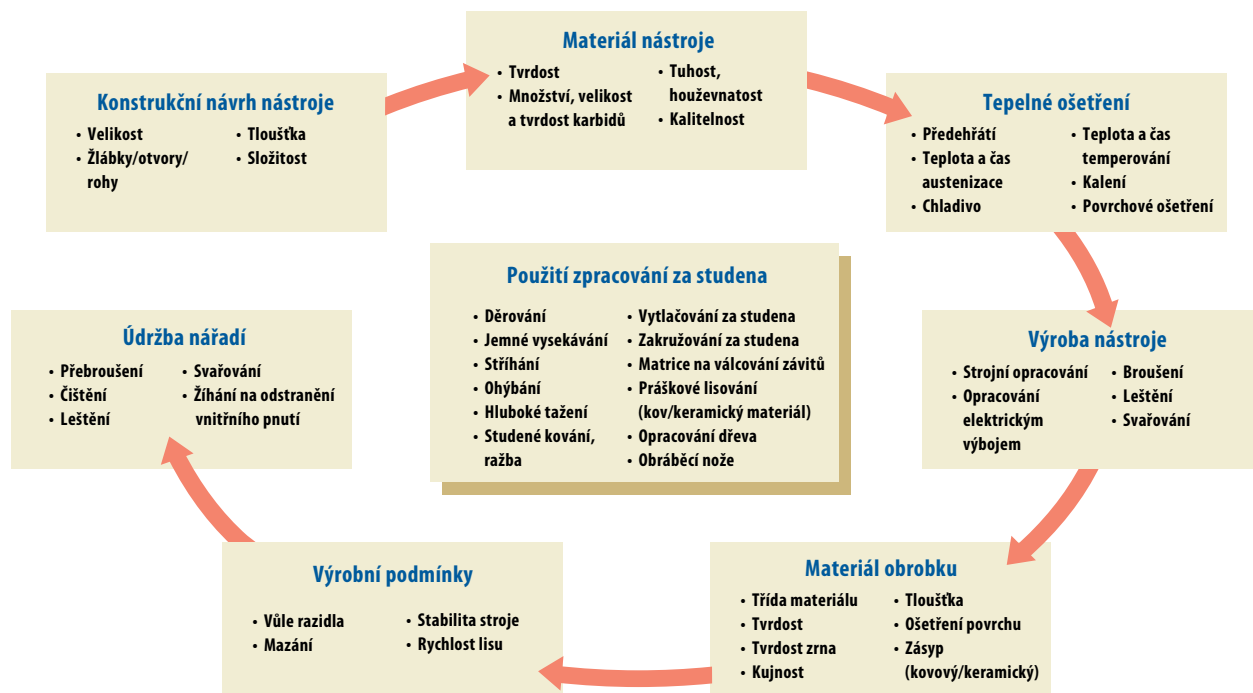 Konstrukční návrh nástroje
• Velikost
• Žlábky/otvory/
rohy
• Tloušťka
• Složitost
Materiál nástroje
• Tvrdost
• Množství, velikost
a tvrdost karbidů
• Tuhost,
houževnatost
• Kalitelnost
Tepelné ošetření
• Předehřátí
• Teplota a čas
austenizace
• Chladivo
• Teplota a čas
temperování
• Kalení
• Povrchové ošetření
Použití zpracování za studena
• Děrování
• Jemné vysekávání
• Stříhání
• Ohýbání
• Hluboké tažení
• Studené kování,
ražba
• Vytlačování za studena
• Zakružování za studena
• Matrice na válcování závitů
• Práškové lisování
(kov/keramický materiál)
• Opracování dřeva
• Obráběcí nože
Výroba nástroje
• Strojní opracování
• Opracování
elektrickým
výbojem
• Broušení
• Leštění
• Svařování
Materiál obrobku
• Třída materiálu
• Tvrdost
• Tvrdost zrna
• Kujnost
• Tloušťka
• Ošetření povrchu
• Zásyp
(kovový/keramický)
Výrobní podmínky
• Vůle razidla
• Mazání
• Stabilita stroje
• Rychlost lisu
Údržba nářadí
• Přebroušení
• Čištění
• Leštění
• Svařování
• Žíhání na odstranění
vnitřního pnutí